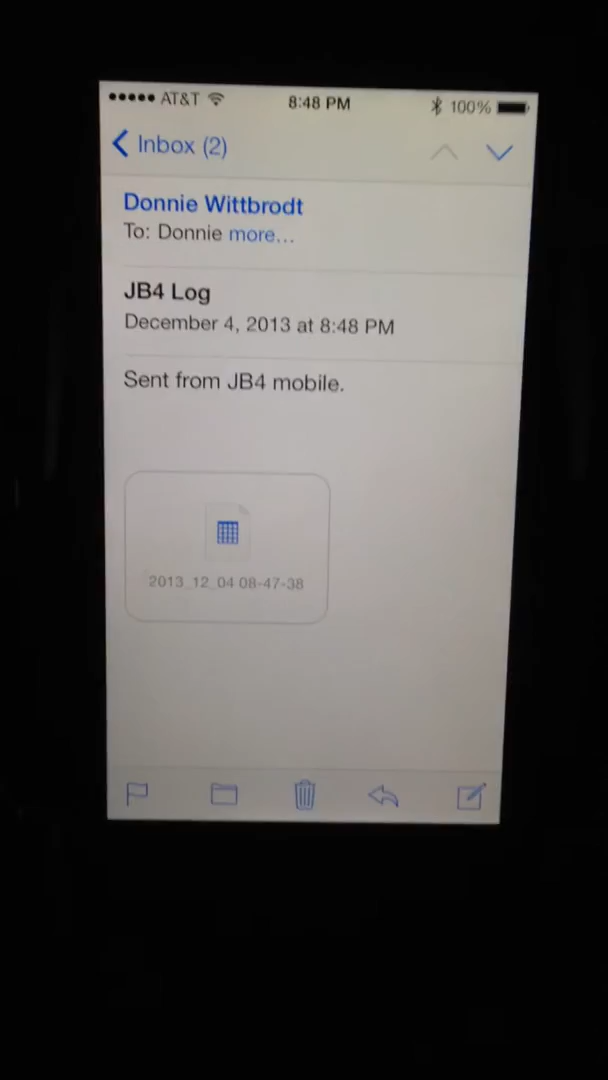 AT&T 8:48 PM 100%
Inbox (2)
Donnie Wittbrodt
To: Donnie more...
JB4 Log
December 4, 2013 at 8:48 PM
Sent from JB4 mobile.
2013_12_04 08-47-38